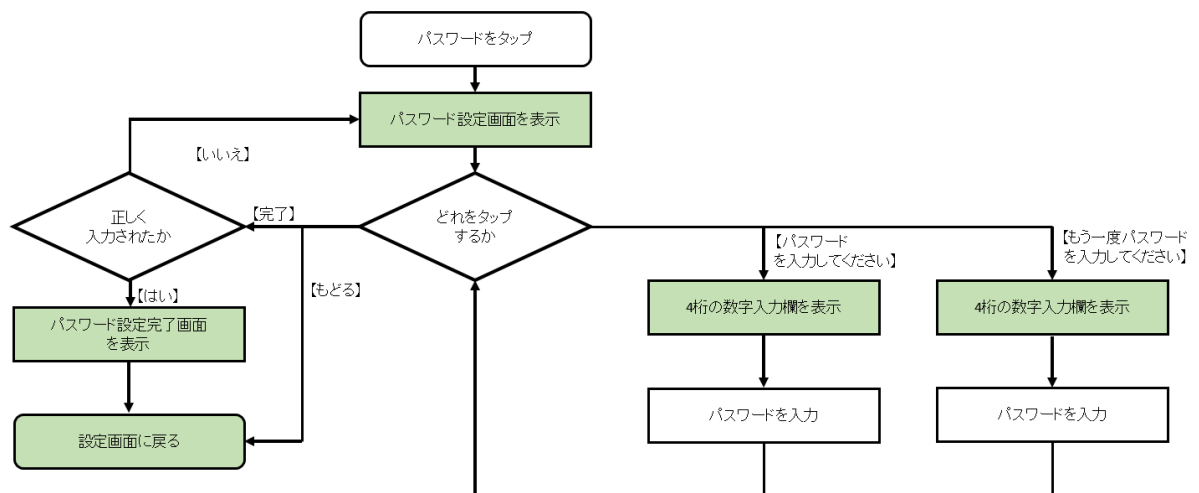 パスワードをタップ
パスワード設定画面を表示
【いいえ】
正しく
入力されたか
【完了】
どれをタップ
するか
【パスワード
を入力してください】
【もう一度パスワード
を入力してください】
【はい】
【もどる】
パスワード設定完了画面
を表示
4桁の数字入力欄を表示
4桁の数字入力欄を表示
設定画面に戻る
パスワードを入力
パスワードを入力